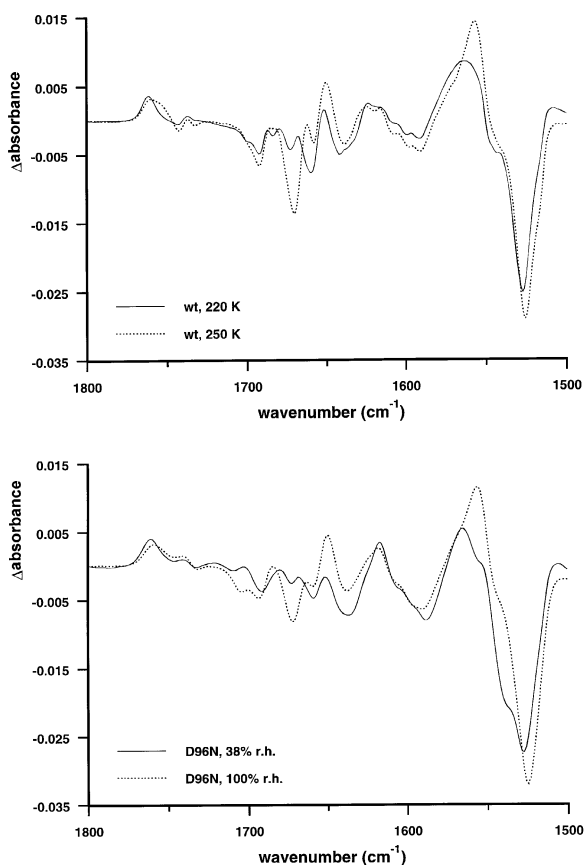 0.015
0.005
-0.005
-0.015
-0.025
-0.035
Δabsorbance
wt, 220 K
wt, 250 K
1800
1700
1600
1500
wavenumber (cm-1)
0.015
0.005
-0.005
-0.015
-0.025
-0.035
Δabsorbance
D96N, 38% r.h.
D96N, 100% r.h.
1800
1700
1600
1500
wavenumber (cm-1)